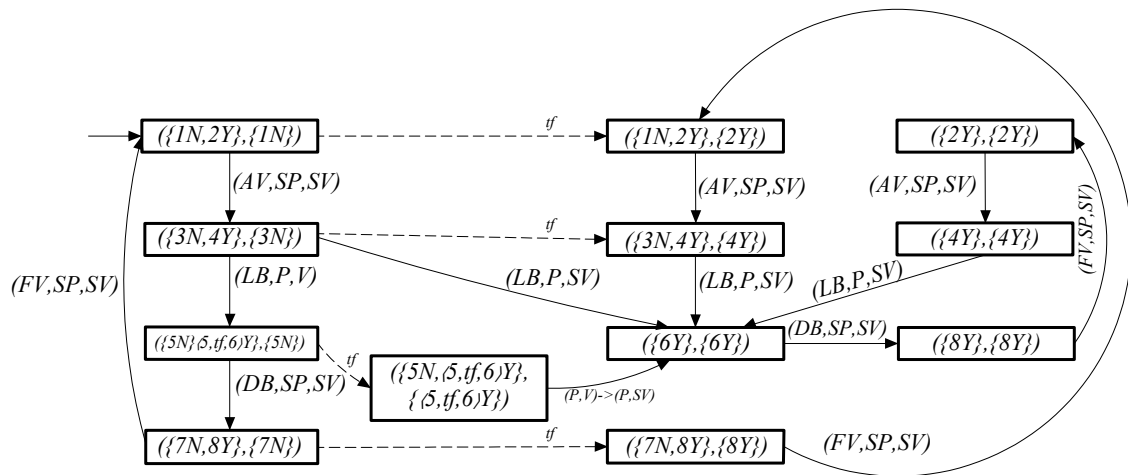 tf
({1N,2Y},{1N})
({1N,2Y},{2Y})
({2Y},{2Y})
(AV,SP,SV)
(AV,SP,SV)
(AV,SP,SV)
tf
({3N,4Y},{3N})
({3N,4Y},{4Y})
({4Y},{4Y})
(FV,SP,SV)
(FV,SP,SV)
(LB,P,V)
(LB,P,SV)
(LB,P,SV)
(LB,P,SV)
({5N}⟨5,tf,6⟩Y},{5N})
({6Y},{6Y})
(DB,SP,SV)
({8Y},{8Y})
tf
(DB,SP,SV)
({5N,⟨5,tf,6⟩Y},
{⟨5,tf,6⟩Y})
(P,V)->(P,SV)
({7N,8Y},{7N})
tf
({7N,8Y},{8Y})
(FV,SP,SV)